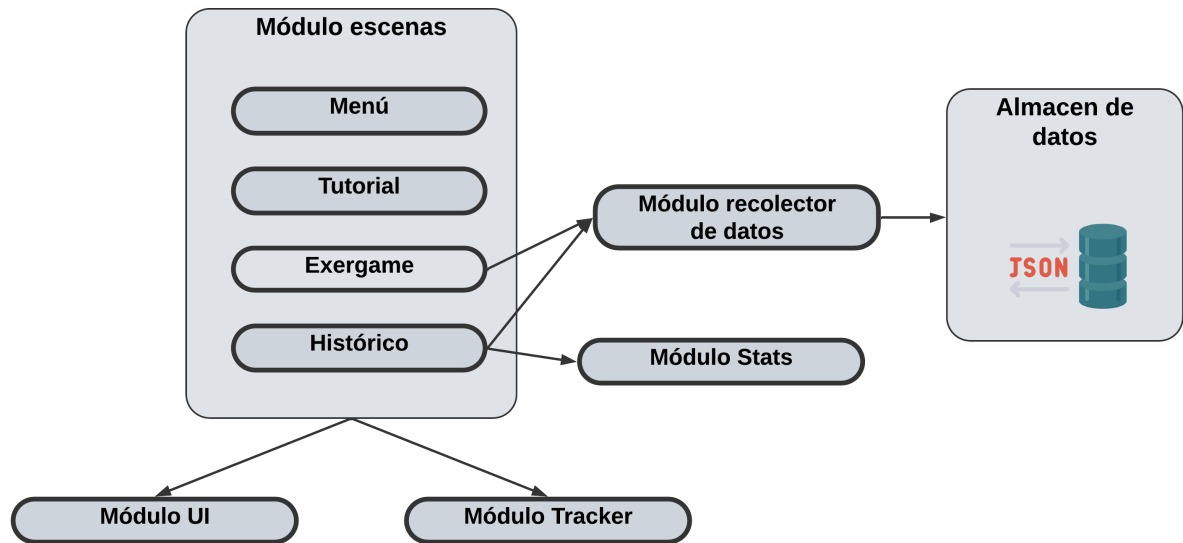 Módulo escenas
Menú
Tutorial
Exergame
Histórico
Módulo recolector
de datos
Módulo Stats
Almacen de
datos
JSON
Módulo UI
Módulo Tracker